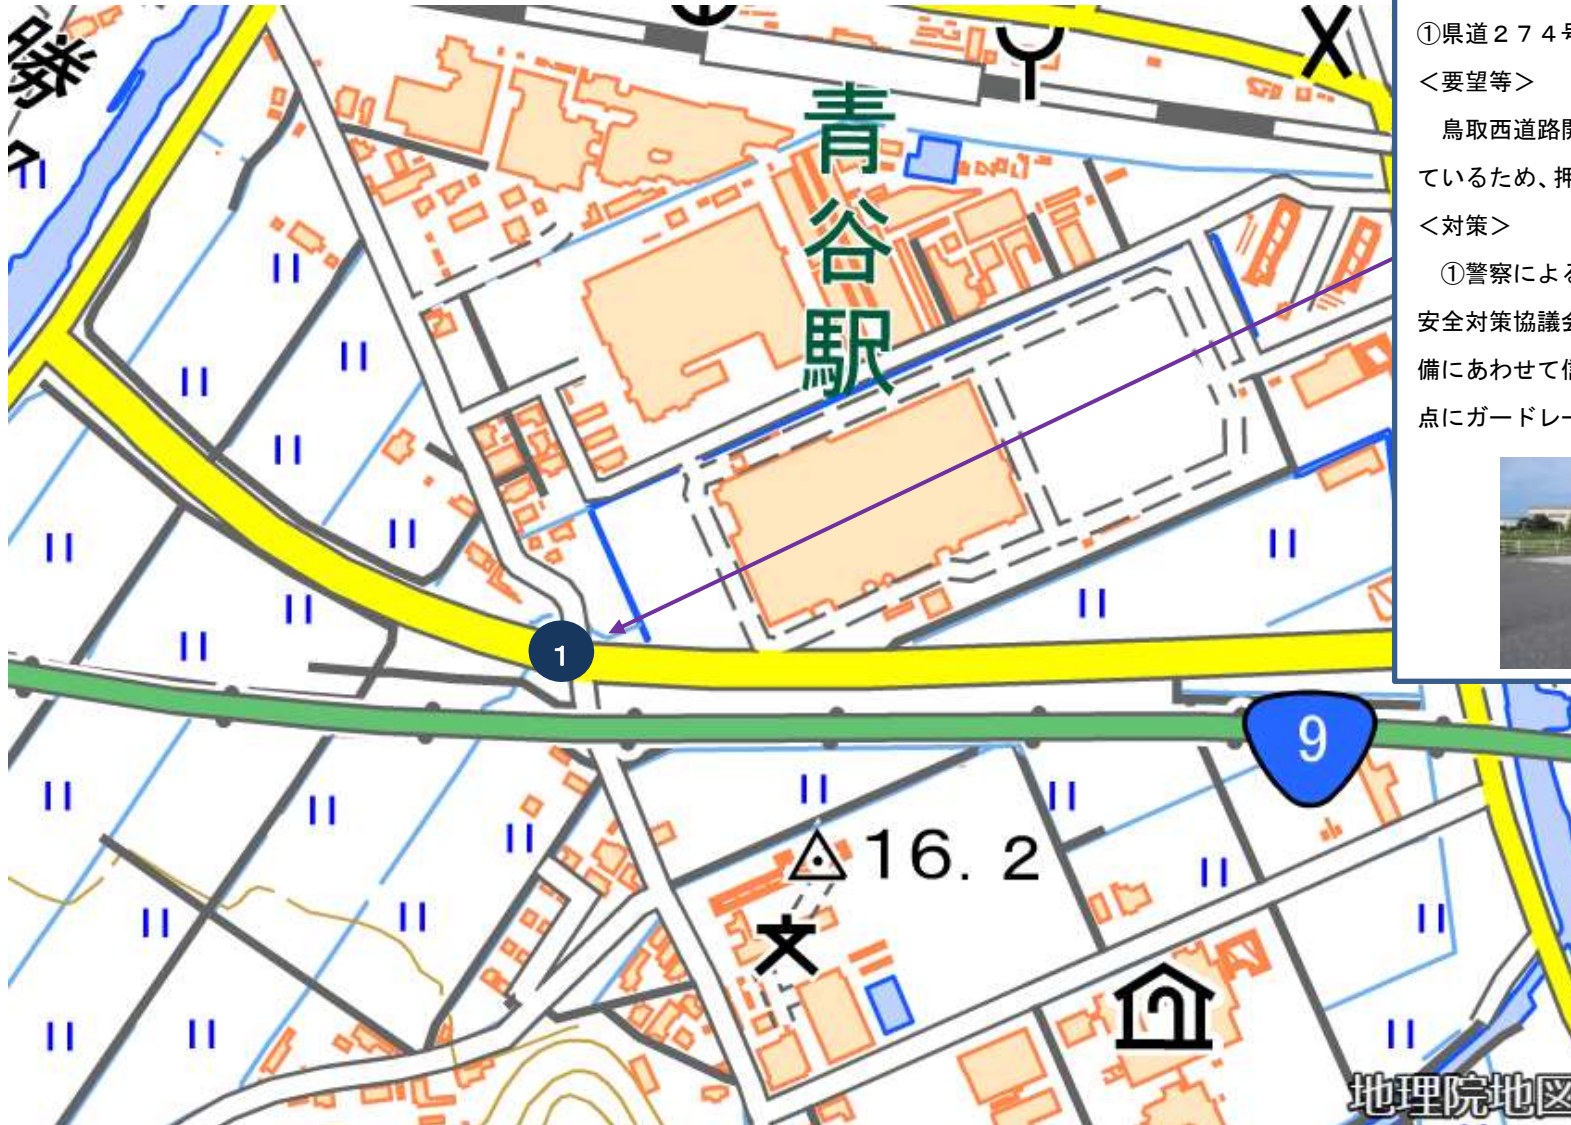 勝
青谷駅
①県道２７４号
＜要望等＞
鳥取西道路開
ているため、押
＜対策＞
①警察による
安全対策協議会
備にあわせて信
点にガードレー
1
9
16.2
地理院地図